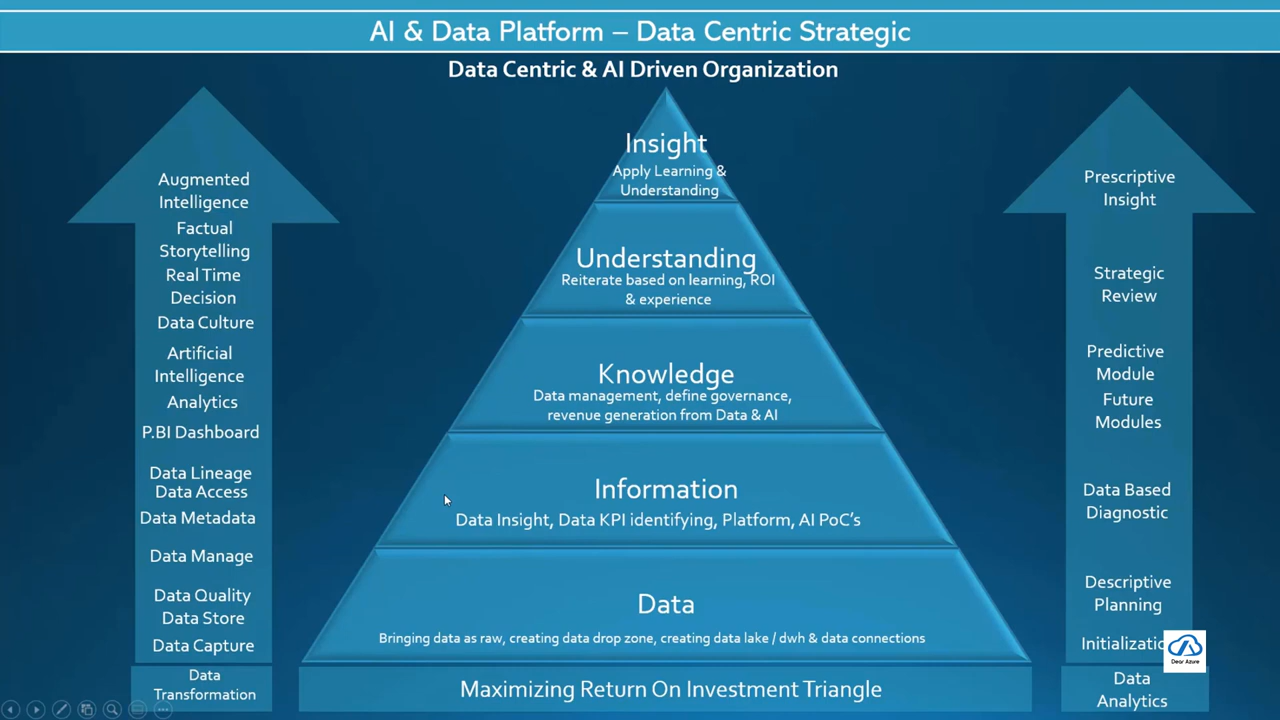 AI & Data Platform – Data Centric Strategic
Data Centric & AI Driven Organization
Augmented
Intelligence
Factual
Storytelling
Real Time
Decision
Data Culture
Artificial
Intelligence
Analytics
P.BI Dashboard
Data Lineage
Data Access
Data Metadata
Data Manage
Data Quality
Data Store
Data Capture
Data
Transformation
Insight
Apply Learning &
Understanding
Understanding
Reiterate based on learning, ROI
& experience
Knowledge
Data management, define governance,
revenue generation from Data & AI
Information
Data Insight, Data KPI identifying, Platform, AI PoC's
Data
Bringing data as raw, creating data drop zone, creating data lake / dwh & data connections
Maximizing Return On Investment Triangle
Prescriptive
Insight
Strategic
Review
Predictive
Module
Future
Modules
Data Based
Diagnostic
Descriptive
Planning
Dear Azure
Data
Analytics